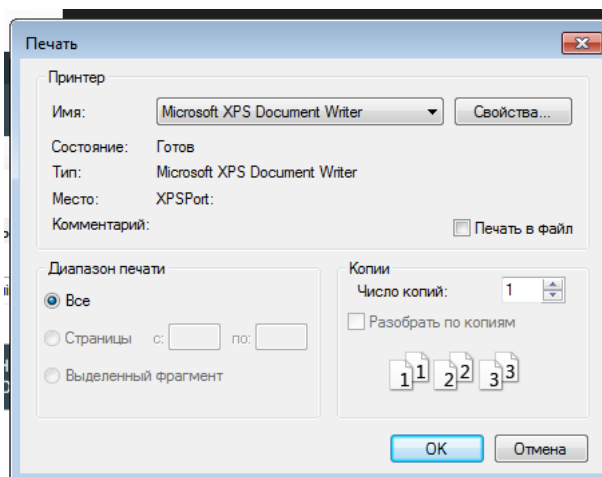 Печать
Принтер
Имя: Microsoft XPS Document Writer Свойства...
Состояние: Готов
Тип: Microsoft XPS Document Writer
Место: XPSPort:
Комментарий: Печать в файл
Диапазон печати
Все
Страницы с: по:
Выделенный фрагмент
Копии
Число копий: 1
Разобрать по копиям
1 1 2 2 3 3
OK Отмена